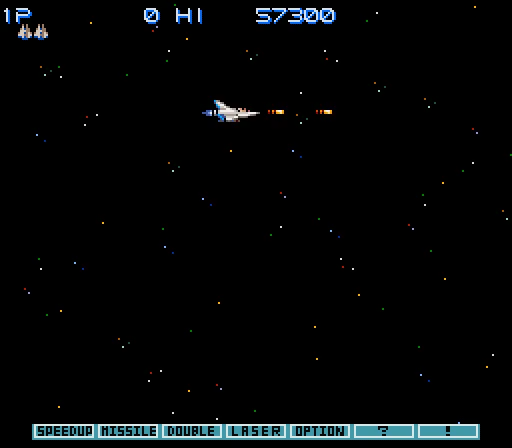 1P 0 HI 57300
SPEEDUP MISSILE DOUBLE LASER OPTION ? !